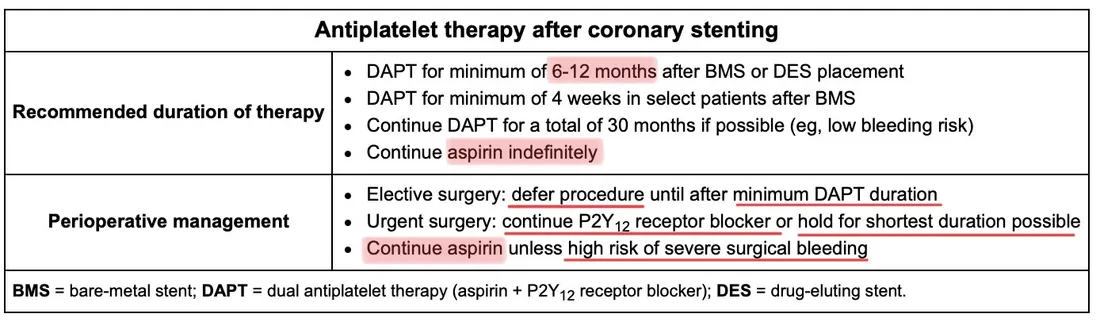 Antiplatelet therapy after coronary stenting
Recommended duration of therapy
• DAPT for minimum of 6-12 months after BMS or DES placement
• DAPT for minimum of 4 weeks in select patients after BMS
• Continue DAPT for a total of 30 months if possible (eg, low bleeding risk)
• Continue aspirin indefinitely
Perioperative management
• Elective surgery: defer procedure until after minimum DAPT duration
• Urgent surgery: continue P2Y12 receptor blocker or hold for shortest duration possible
• Continue aspirin unless high risk of severe surgical bleeding
BMS = bare-metal stent; DAPT = dual antiplatelet therapy (aspirin + P2Y12 receptor blocker); DES = drug-eluting stent.